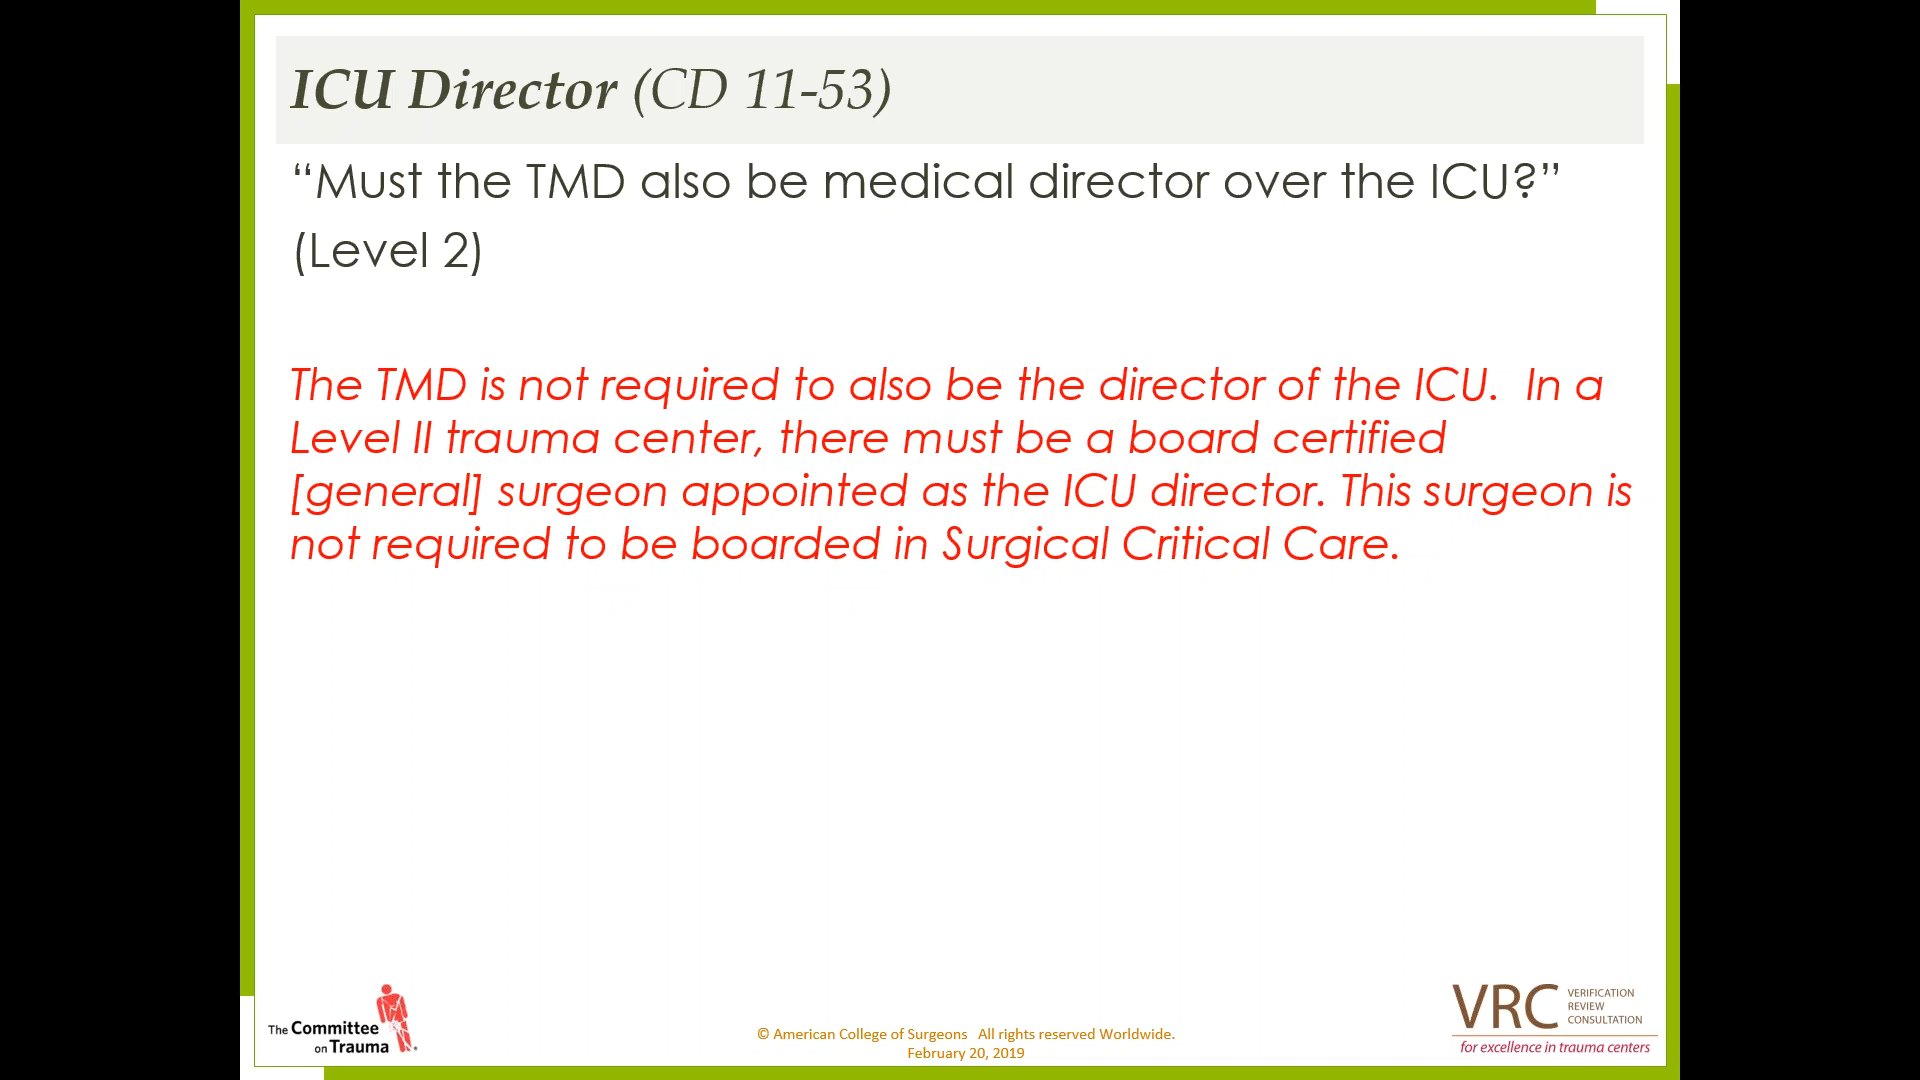 ICU Director (CD 11-53)
“Must the TMD also be medical director over the ICU?”
(Level 2)
The TMD is not required to also be the director of the ICU.  In a
Level II trauma center, there must be a board certified
[general] surgeon appointed as the ICU director. This surgeon is
not required to be boarded in Surgical Critical Care.
The Committee
on Trauma
© American College of Surgeons   All rights reserved Worldwide.
February 20, 2019
VRC
VERIFICATION
REVIEW
CONSULTATION
for excellence in trauma centers